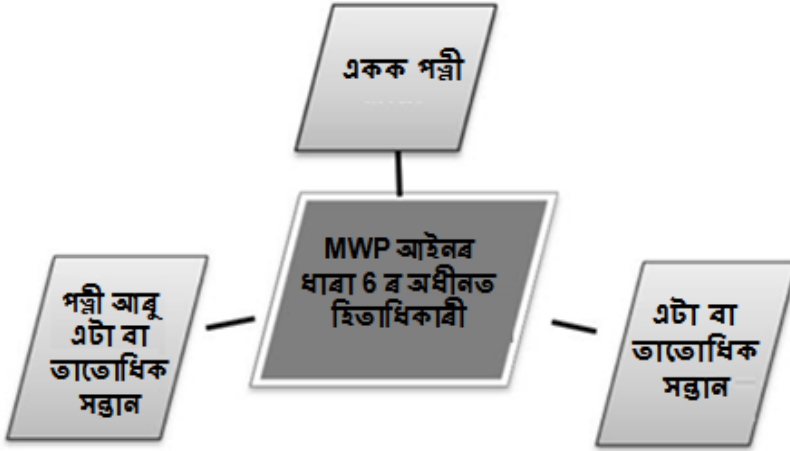 একক পত্নী
MWP আইনৰ
ধাৰা 6 ৰ অধীনত
হিতাধিকাৰী
পত্নী আৰু
এটা বা
তাতোধিক
সন্তান
এটা বা
তাতোধিক
সন্তান